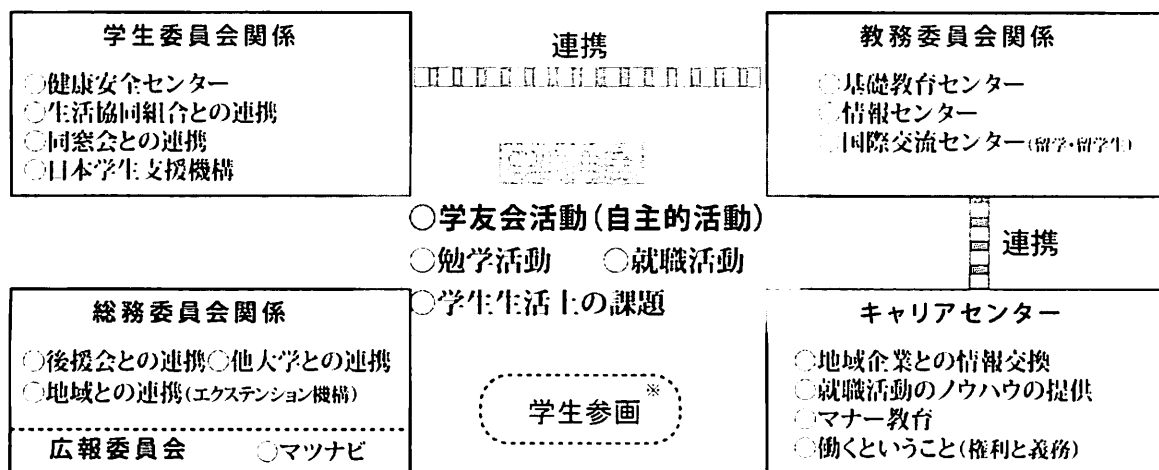 学生委員会関係
○健康安全センター
○生活協同組合との連携
○同窓会との連携
○日本学生支援機構
連携
教務委員会関係
○基礎教育センター
○情報センター
○国際交流センター(留学・留学生)
○学友会活動(自主的活動)
○勉学活動 ○就職活動
○学生生活上の課題
連携
総務委員会関係
○後援会との連携○他大学との連携
○地域との連携(エクステンション機構)
広報委員会 ○マツナビ
学生参画※
キャリアセンター
○地域企業との情報交換
○就職活動のノウハウの提供
○マナー教育
○働くということ(権利と義務)